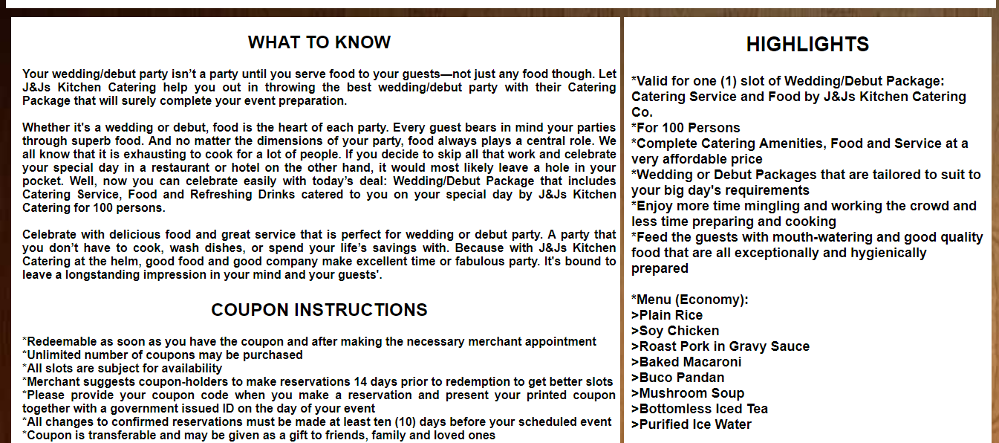 WHAT TO KNOW
Your wedding/debut party isn’t a party until you serve food to your guests—not just any food though. Let
J&Js Kitchen Catering help you out in throwing the best wedding/debut party with their Catering
Package that will surely complete your event preparation.
Whether it's a wedding or debut, food is the heart of each party. Every guest bears in mind your parties
through superb food. And no matter the dimensions of your party, food always plays a central role. We
all know that it is exhausting to cook for a lot of people. If you decide to skip all that work and celebrate
your special day in a restaurant or hotel on the other hand, it would most likely leave a hole in your
pocket. Well, now you can celebrate easily with today’s deal: Wedding/Debut Package that includes
Catering Service, Food and Refreshing Drinks catered to you on your special day by J&Js Kitchen
Catering for 100 persons.
Celebrate with delicious food and great service that is perfect for wedding or debut party. A party that
you don’t have to cook, wash dishes, or spend your life’s savings with. Because with J&Js Kitchen
Catering at the helm, good food and good company make excellent time or fabulous party. It's bound to
leave a longstanding impression in your mind and your guests'.
COUPON INSTRUCTIONS
*Redeemable as soon as you have the coupon and after making the necessary merchant appointment
*Unlimited number of coupons may be purchased
*All slots are subject for availability
*Merchant suggests coupon-holders to make reservations 14 days prior to redemption to get better slots
*Please provide your coupon code when you make a reservation and present your printed coupon
together with a government issued ID on the day of your event
*All changes to confirmed reservations must be made at least ten (10) days before your scheduled event
*Coupon is transferable and may be given as a gift to friends, family and loved ones
HIGHLIGHTS
*Valid for one (1) slot of Wedding/Debut Package:
Catering Service and Food by J&Js Kitchen Catering
Co.
*For 100 Persons
*Complete Catering Amenities, Food and Service at a
very affordable price
*Wedding or Debut Packages that are tailored to suit to
your big day's requirements
*Enjoy more time mingling and working the crowd and
less time preparing and cooking
*Feed the guests with mouth-watering and good quality
food that are all exceptionally and hygienically
prepared
*Menu (Economy):
>Plain Rice
>Soy Chicken
>Roast Pork in Gravy Sauce
>Baked Macaroni
>Buco Pandan
>Mushroom Soup
>Bottomless Iced Tea
>Purified Ice Water